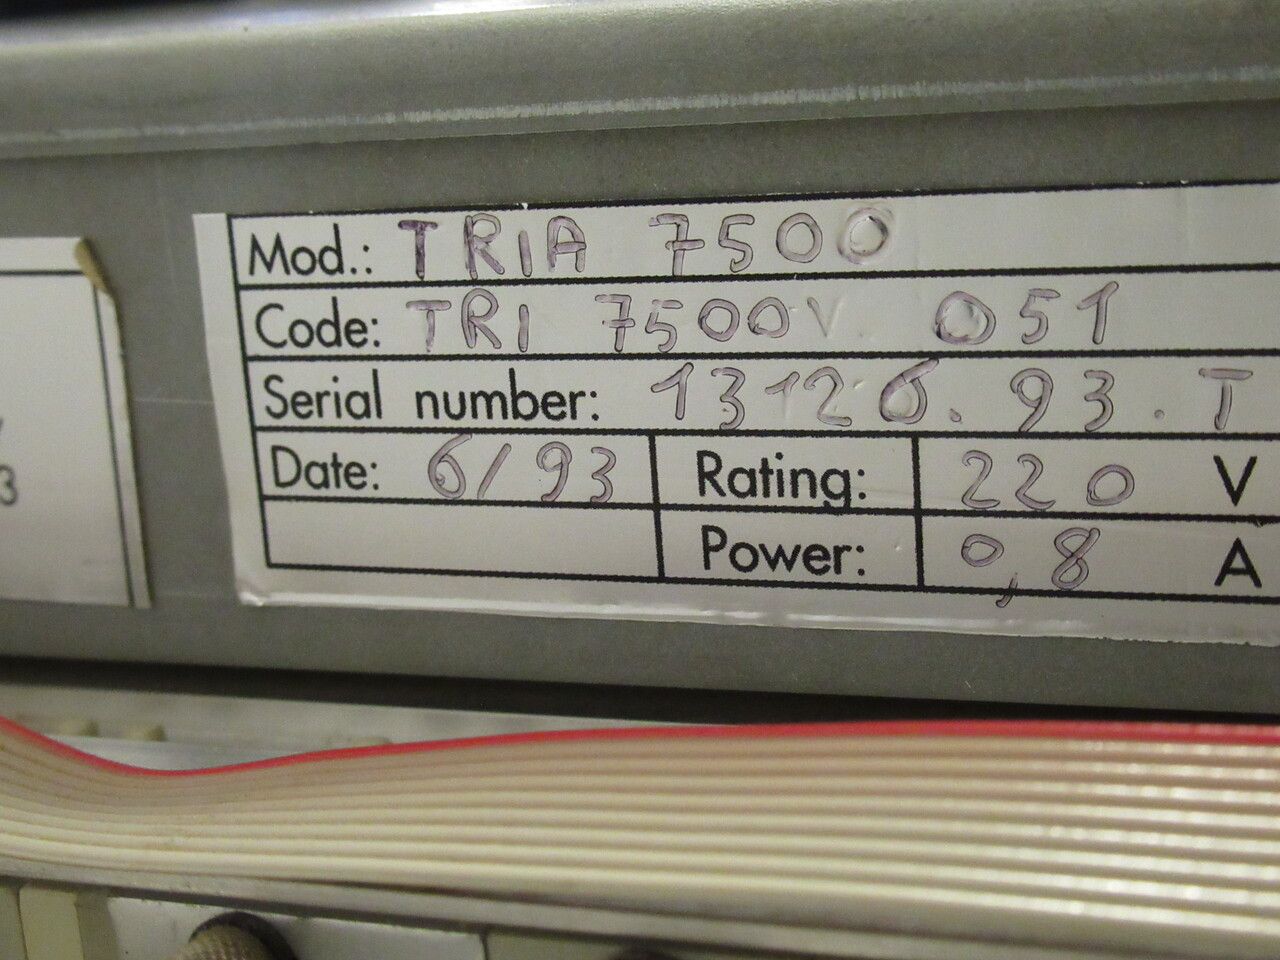 Mod.: TRIA 7500
Code: TRI 7500V 051
Serial number: 13126.93.T
Date: 6/93 Rating: 220 V
Power: 0,8 A
3